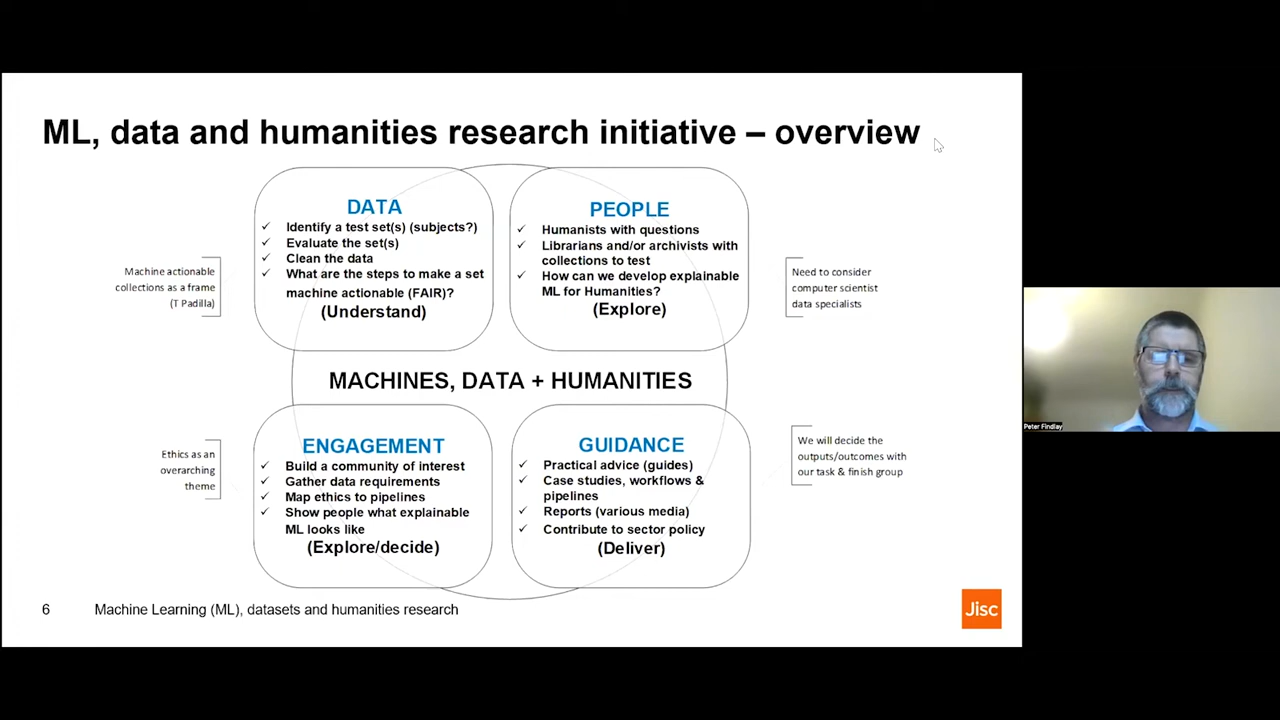 ML, data and humanities research initiative – overview
DATA
Identify a test set(s) (subjects?)
Evaluate the set(s)
Clean the data
What are the steps to make a set
machine actionable (FAIR)?
(Understand)
PEOPLE
Humanists with questions
Librarians and/or archivists with
collections to test
How can we develop explainable
ML for Humanities?
(Explore)
Machine actionable
collections as a frame
(T Padilla)
Need to consider
computer scientist
data specialists
MACHINES, DATA + HUMANITIES
ENGAGEMENT
Build a community of interest
Gather data requirements
Map ethics to pipelines
Show people what explainable
ML looks like
(Explore/decide)
GUIDANCE
Practical advice (guides)
Case studies, workflows &
pipelines
Reports (various media)
Contribute to sector policy
(Deliver)
Ethics as an
overarching
theme
We will decide the
outputs/outcomes with
our task & finish group
6
Machine Learning (ML), datasets and humanities research
Jisc
Peter Findlay